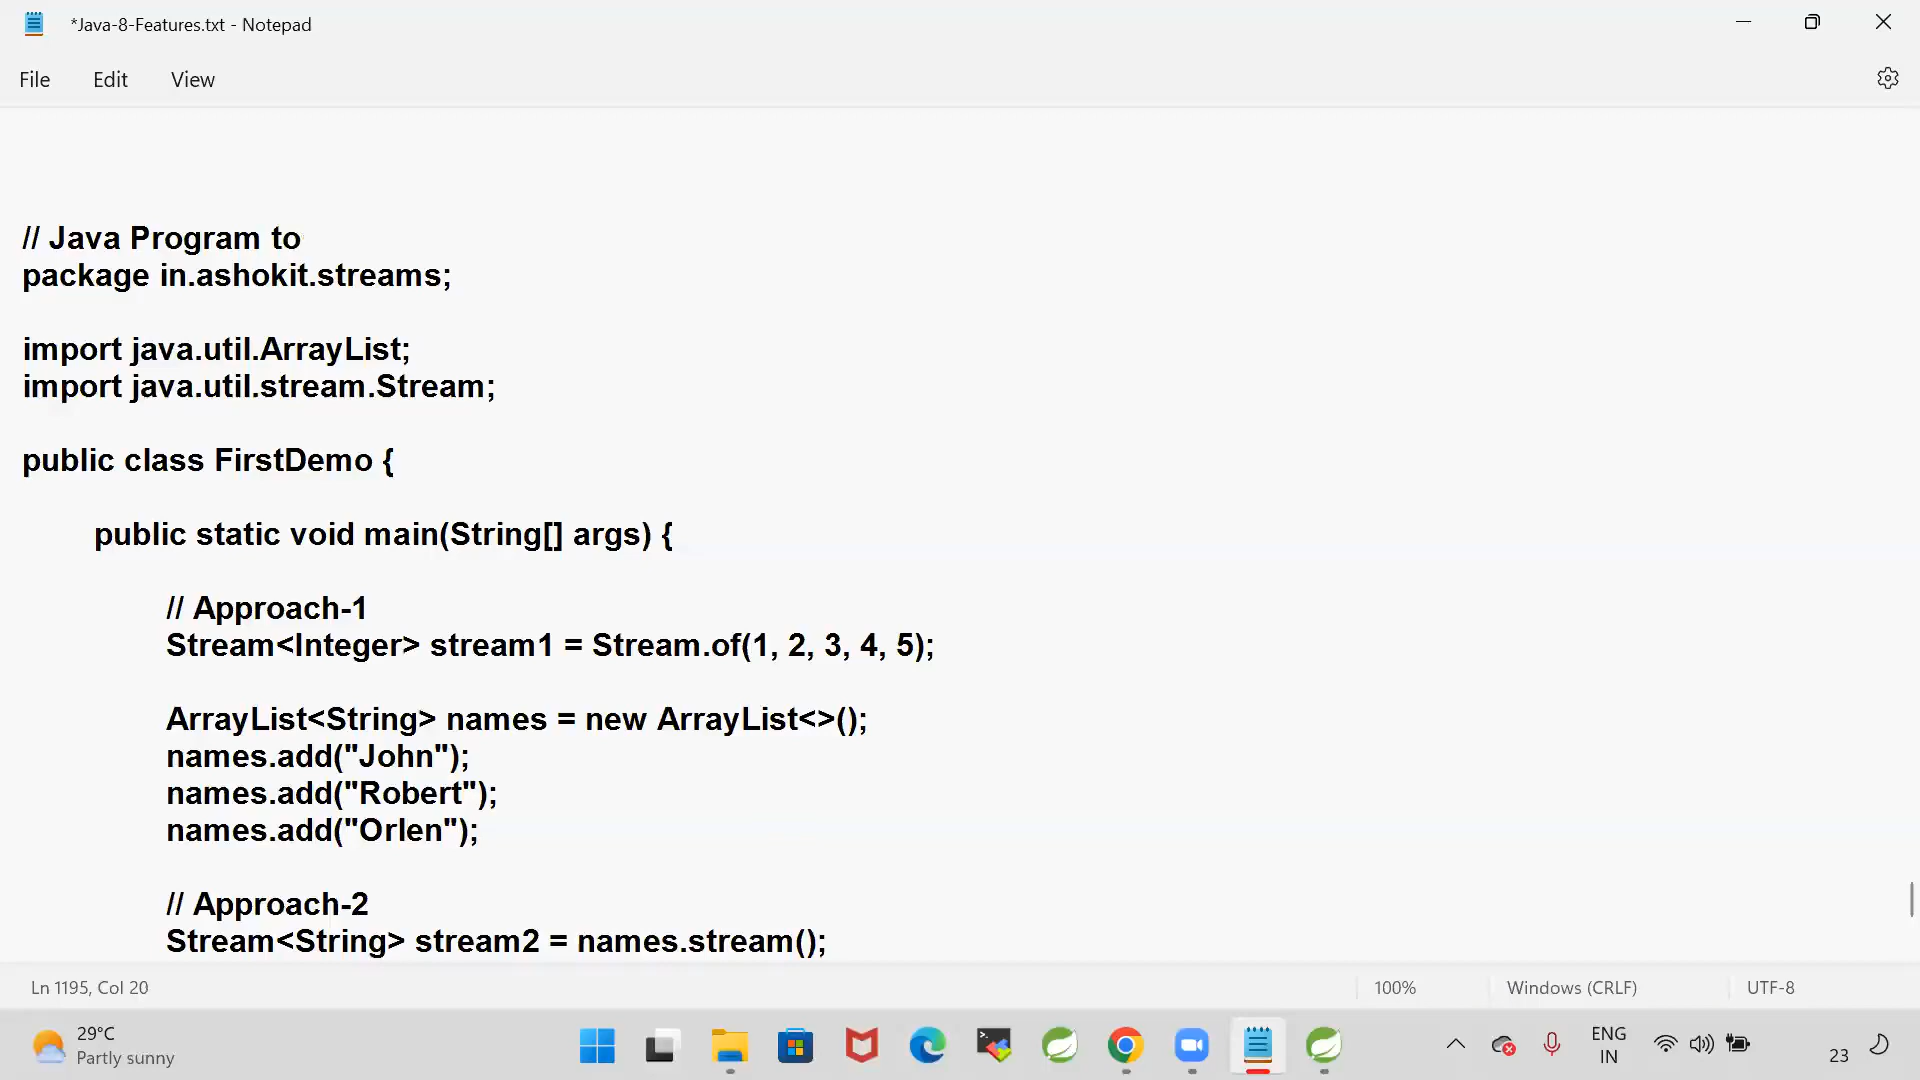 *Java-8-Features.txt - Notepad
File Edit View
// Java Program to
package in.ashokit.streams;
import java.util.ArrayList;
import java.util.stream.Stream;
public class FirstDemo {
public static void main(String[] args) {
// Approach-1
Stream<Integer> stream1 = Stream.of(1, 2, 3, 4, 5);
ArrayList<String> names = new ArrayList<>();
names.add("John");
names.add("Robert");
names.add("Orlen");
// Approach-2
Stream<String> stream2 = names.stream();
Ln 1195, Col 20 100% Windows (CRLF) UTF-8
29°C
Partly sunny
ENG
IN
23